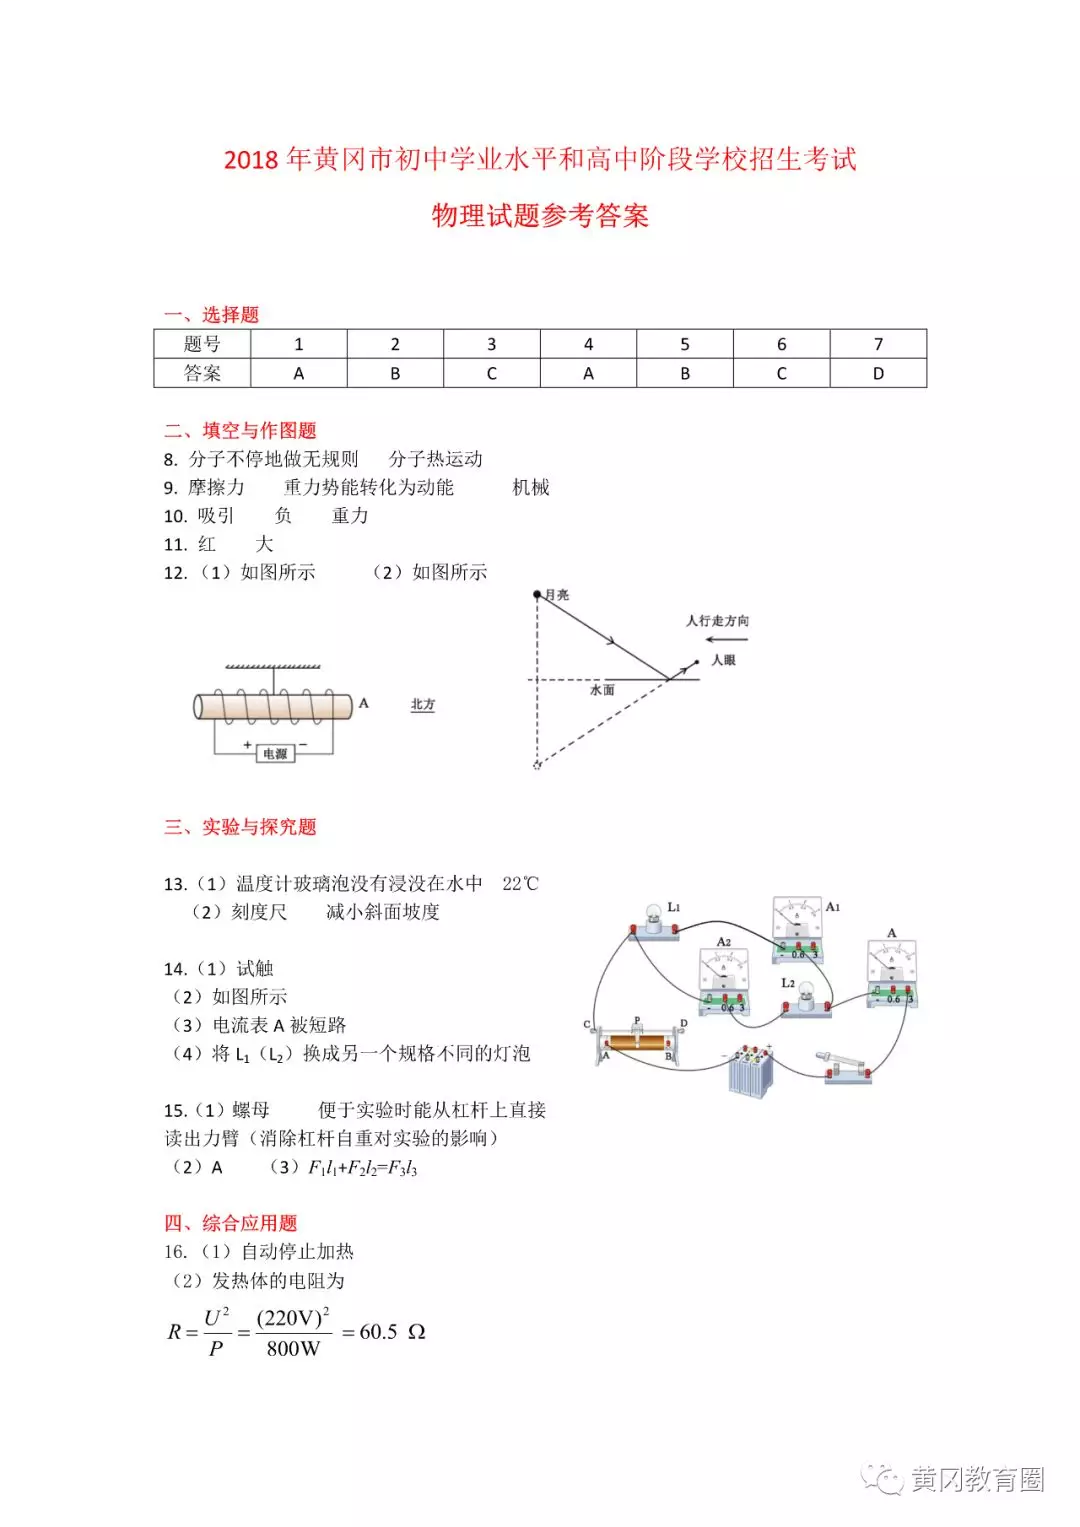 2018 年黄冈市初中学业水平和高中阶段学校招生考试
物理试题参考答案
一、选择题
题号 1 2 3 4 5 6 7
答案 A B C A B C D
二、填空与作图题
8. 分子不停地做无规则 分子热运动
9. 摩擦力 重力势能转化为动能 机械
10. 吸引 负 重力
11. 红 大
12.（1）如图所示 （2）如图所示
月亮
人行走方向
人眼
水面
A 北方
+ 电源 −
三、实验与探究题
13.（1）温度计玻璃泡没有浸没在水中 22℃
（2）刻度尺 减小斜面坡度
14.（1）试触
（2）如图所示
（3）电流表 A 被短路
（4）将 L₁（L₂）换成另一个规格不同的灯泡
L1 A1
A2 A
L2
- 0.6 3
- 0.6 3
- 0.6 3
C P D
A B
− +
15.（1）螺母 便于实验时能从杠杆上直接
读出力臂（消除杠杆自重对实验的影响）
（2）A （3）F₁l₁+F₂l₂=F₃l₃
四、综合应用题
16.（1）自动停止加热
（2）发热体的电阻为
R = U²/P = (220V)²/800W = 60.5 Ω
黄冈教育圈